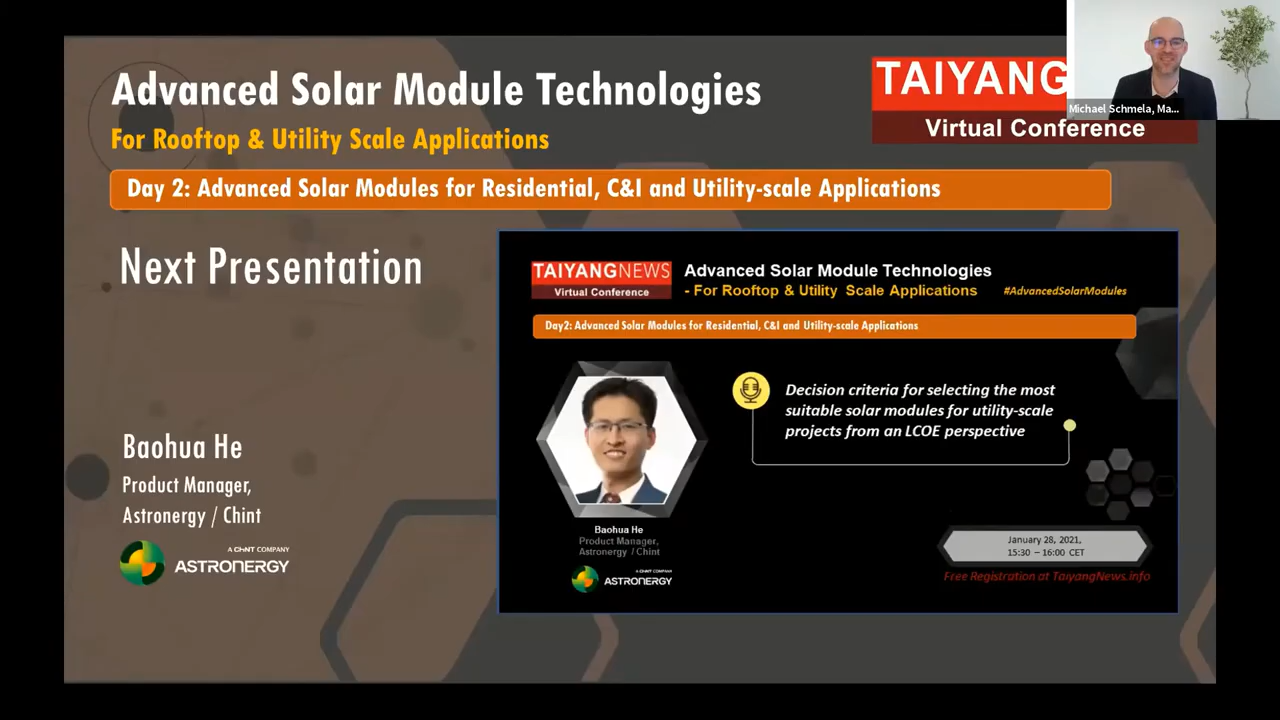 Advanced Solar Module Technologies
For Rooftop & Utility Scale Applications
TAIYANG
Virtual Conference
Michael Schmela, Ma...
Day 2: Advanced Solar Modules for Residential, C&I and Utility-scale Applications
Next Presentation
Baohua He
Product Manager,
Astronergy / Chint
A CHINT COMPANY
ASTRONERGY
TAIYANGNEWS
Virtual Conference
Advanced Solar Module Technologies
- For Rooftop & Utility Scale Applications
#AdvancedSolarModules
Day2: Advanced Solar Modules for Residential, C&I and Utility-scale Applications
Decision criteria for selecting the most
suitable solar modules for utility-scale
projects from an LCOE perspective
Baohua He
Product Manager,
Astronergy / Chint
A CHINT COMPANY
ASTRONERGY
January 28, 2021,
15:30 – 16:00 CET
Free Registration at TaiyangNews.info